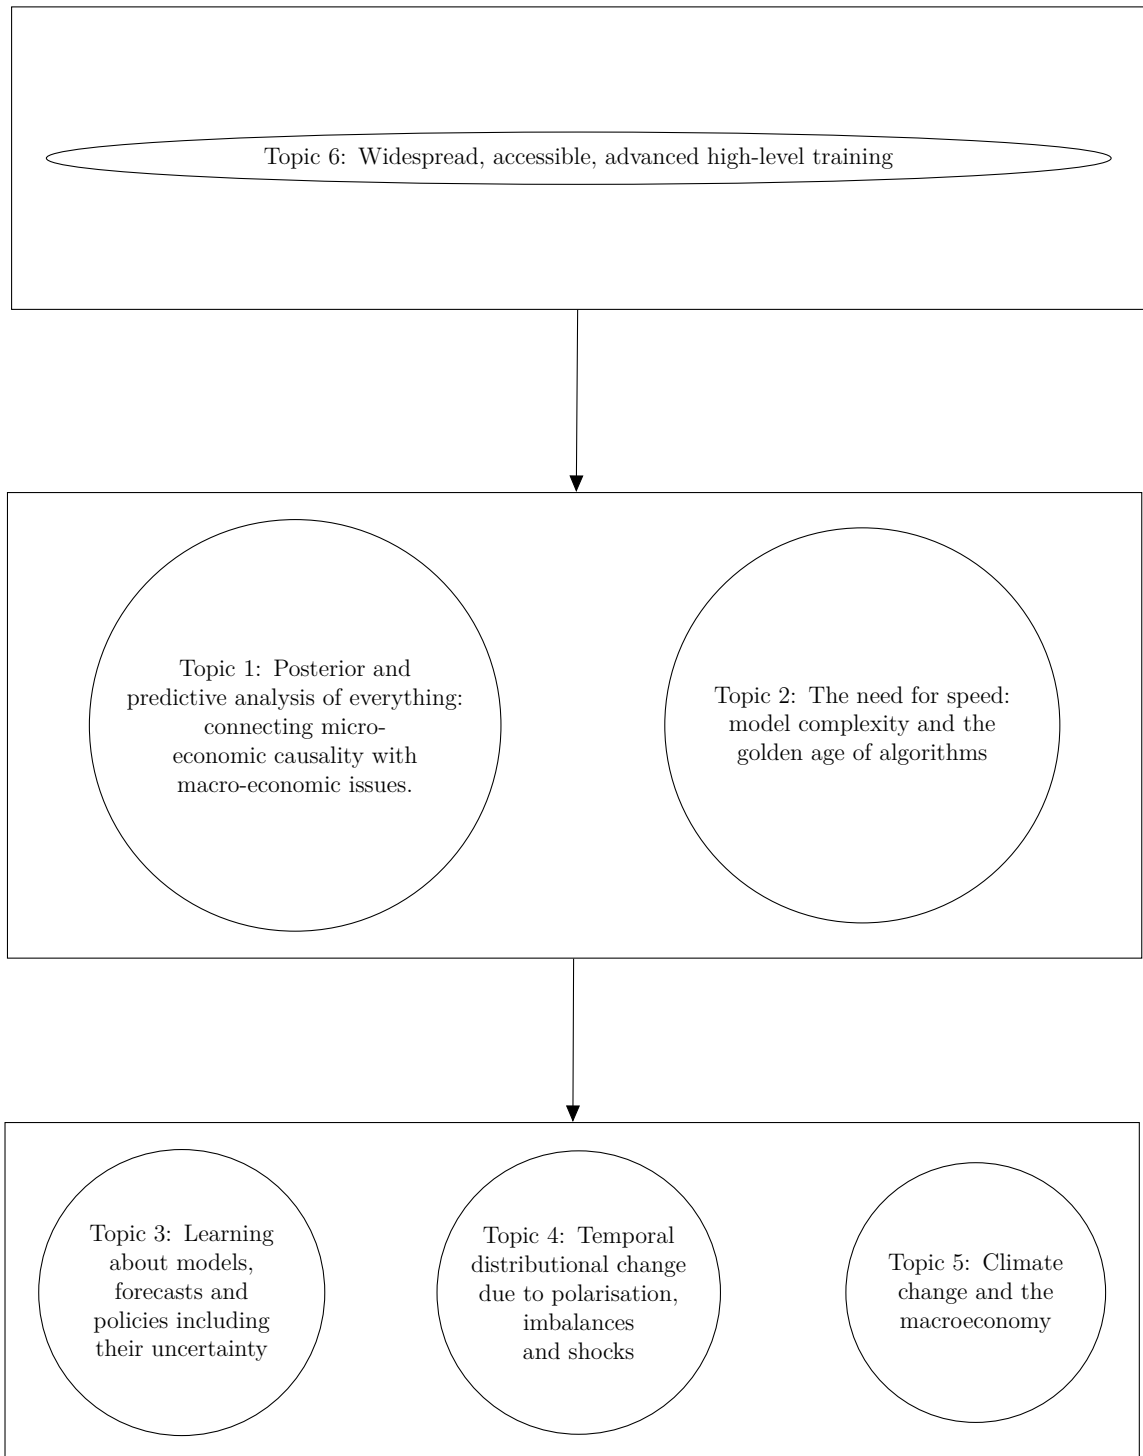 Topic 6: Widespread, accessible, advanced high-level training
Topic 1: Posterior and
predictive analysis of everything:
connecting micro-
economic causality with
macro-economic issues.
Topic 2: The need for speed:
model complexity and the
golden age of algorithms
Topic 3: Learning
about models,
forecasts and
policies including
their uncertainty
Topic 4: Temporal
distributional change
due to polarisation,
imbalances
and shocks
Topic 5: Climate
change and the
macroeconomy